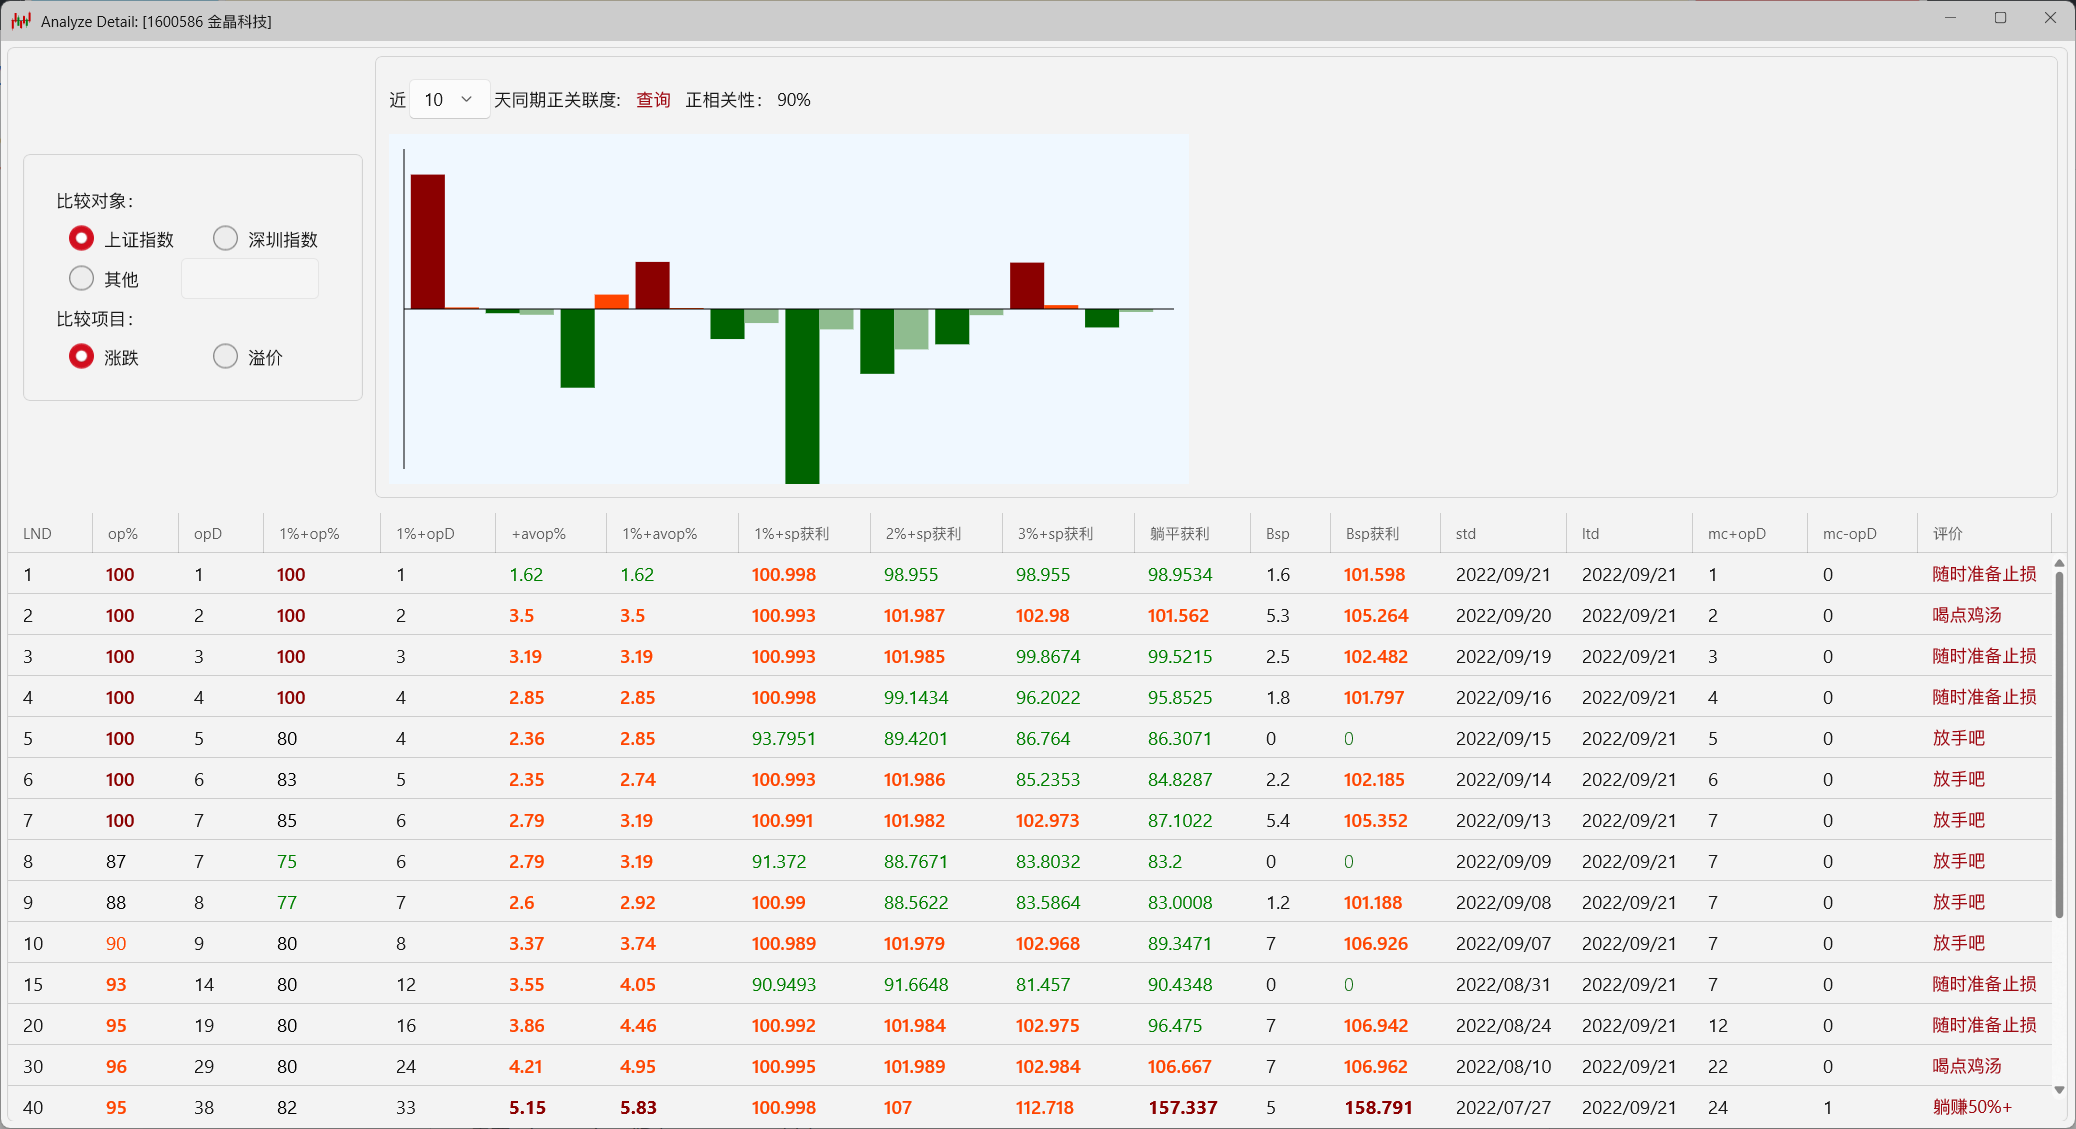 Analyze Detail: [1600586 金晶科技]
近 10 天同期正关联度: 查询 正相关性: 90%
比较对象:
上证指数 深圳指数
其他
比较项目:
涨跌 溢价
LND op% opD 1%+op% 1%+opD +avop% 1%+avop% 1%+sp获利 2%+sp获利 3%+sp获利 躺平获利 Bsp Bsp获利 std ltd mc+opD mc-opD 评价
1 100 1 100 1 1.62 1.62 100.998 98.955 98.955 98.9534 1.6 101.598 2022/09/21 2022/09/21 1 0 随时准备止损
2 100 2 100 2 3.5 3.5 100.993 101.987 102.98 101.562 5.3 105.264 2022/09/20 2022/09/21 2 0 喝点鸡汤
3 100 3 100 3 3.19 3.19 100.993 101.985 99.8674 99.5215 2.5 102.482 2022/09/19 2022/09/21 3 0 随时准备止损
4 100 4 100 4 2.85 2.85 100.998 99.1434 96.2022 95.8525 1.8 101.797 2022/09/16 2022/09/21 4 0 随时准备止损
5 100 5 80 4 2.36 2.85 93.7951 89.4201 86.764 86.3071 0 0 2022/09/15 2022/09/21 5 0 放手吧
6 100 6 83 5 2.35 2.74 100.993 101.986 85.2353 84.8287 2.2 102.185 2022/09/14 2022/09/21 6 0 放手吧
7 100 7 85 6 2.79 3.19 100.991 101.982 102.973 87.1022 5.4 105.352 2022/09/13 2022/09/21 7 0 放手吧
8 87 7 75 6 2.79 3.19 91.372 88.7671 83.8032 83.2 0 0 2022/09/09 2022/09/21 7 0 放手吧
9 88 8 77 7 2.6 2.92 100.99 88.5622 83.5864 83.0008 1.2 101.188 2022/09/08 2022/09/21 7 0 放手吧
10 90 9 80 8 3.37 3.74 100.989 101.979 102.968 89.3471 7 106.926 2022/09/07 2022/09/21 7 0 放手吧
15 93 14 80 12 3.55 4.05 90.9493 91.6648 81.457 90.4348 0 0 2022/08/31 2022/09/21 7 0 随时准备止损
20 95 19 80 16 3.86 4.46 100.992 101.984 102.975 96.475 7 106.942 2022/08/24 2022/09/21 12 0 随时准备止损
30 96 29 80 24 4.21 4.95 100.995 101.989 102.984 106.667 7 106.962 2022/08/10 2022/09/21 22 0 喝点鸡汤
40 95 38 82 33 5.15 5.83 100.998 107 112.718 157.337 5 158.791 2022/07/27 2022/09/21 24 1 躺赚50%+